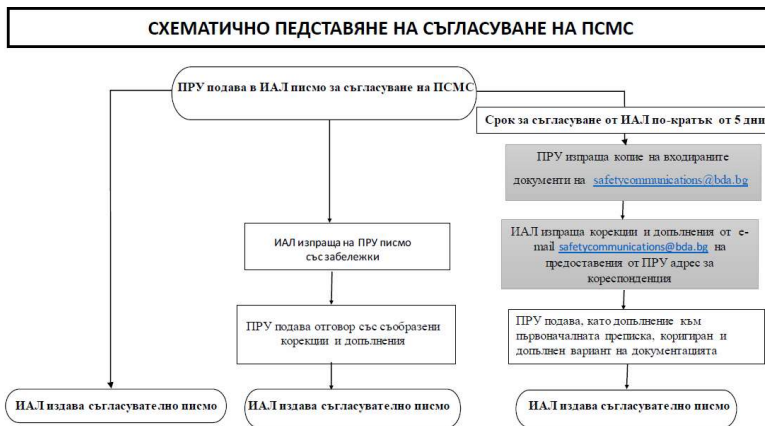 СХЕМАТИЧНО ПЕДСТАВЯНЕ НА СЪГЛАСУВАНЕ НА ПСМС
ПРУ подава в ИАЛ писмо за съгласуване на ПСМС
Срок за съгласуване от ИАЛ по-кратък от 5 дни
ПРУ изпраща копие на входираните
документи на safetycommunications@bda.bg
ИАЛ изпраща на ПРУ писмо
със забележки
ИАЛ изпраща корекции и допълнения от e-
mail safetycommunications@bda.bg на
предоставения от ПРУ адрес за
кореспонденция
ПРУ подава отговор със съобразени
корекции и допълнения
ПРУ подава, като допълнение към
първоначалната преписка, коригиран и
допълнен вариант на документацията
ИАЛ издава съгласувателно писмо
ИАЛ издава съгласувателно писмо
ИАЛ издава съгласувателно писмо